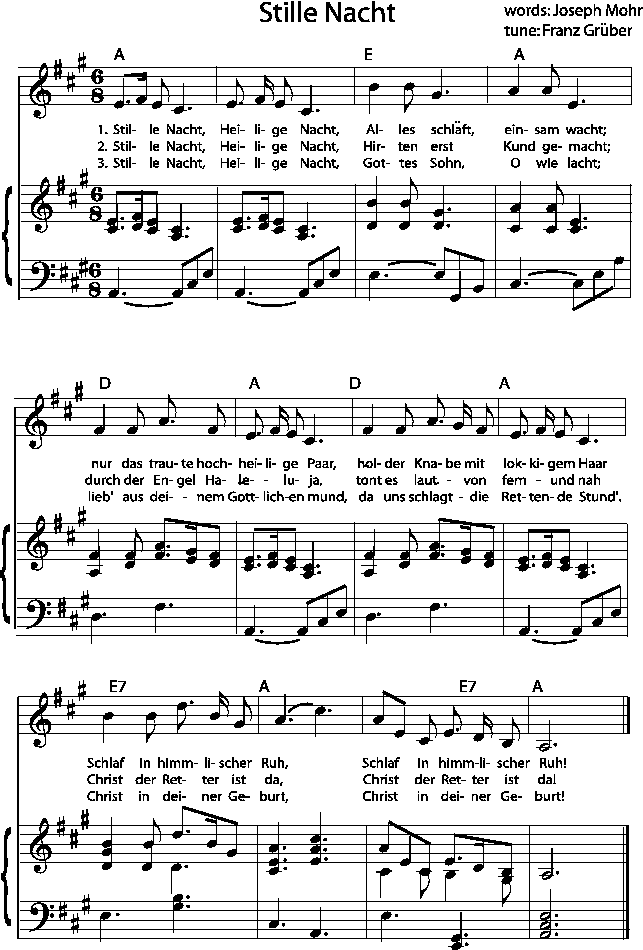 Stille Nacht
words: Joseph Mohr
tune: Franz Grüber
A E A
1. Stil- le Nacht, Hei- li- ge Nacht, Al- les schläft, ein- sam wacht;
2. Stil- le Nacht, Hei- li- ge Nacht, Hir- ten erst Kund ge- macht;
3. Stil- le Nacht, Hei- li- ge Nacht, Got- tes Sohn, O wie lacht;
D A D A
nur das trau- te hoch- hei- li- ge Paar, hol- der Kna- be mit lok- ki- gem Haar
durch der En- gel Ha- le- lu- ja, tont es laut- von fern- und nah
lieb' aus dei- nem Gott- lich- en mund, da uns schlagt- die Ret- ten- de Stund'.
E7 A E7 A
Schlaf In himm- li- scher Ruh, Schlaf In himm- li- scher Ruh!
Christ der Ret- ter ist da, Christ der Ret- ter ist da!
Christ in dei- ner Ge- burt, Christ in dei- ner Ge- burt!